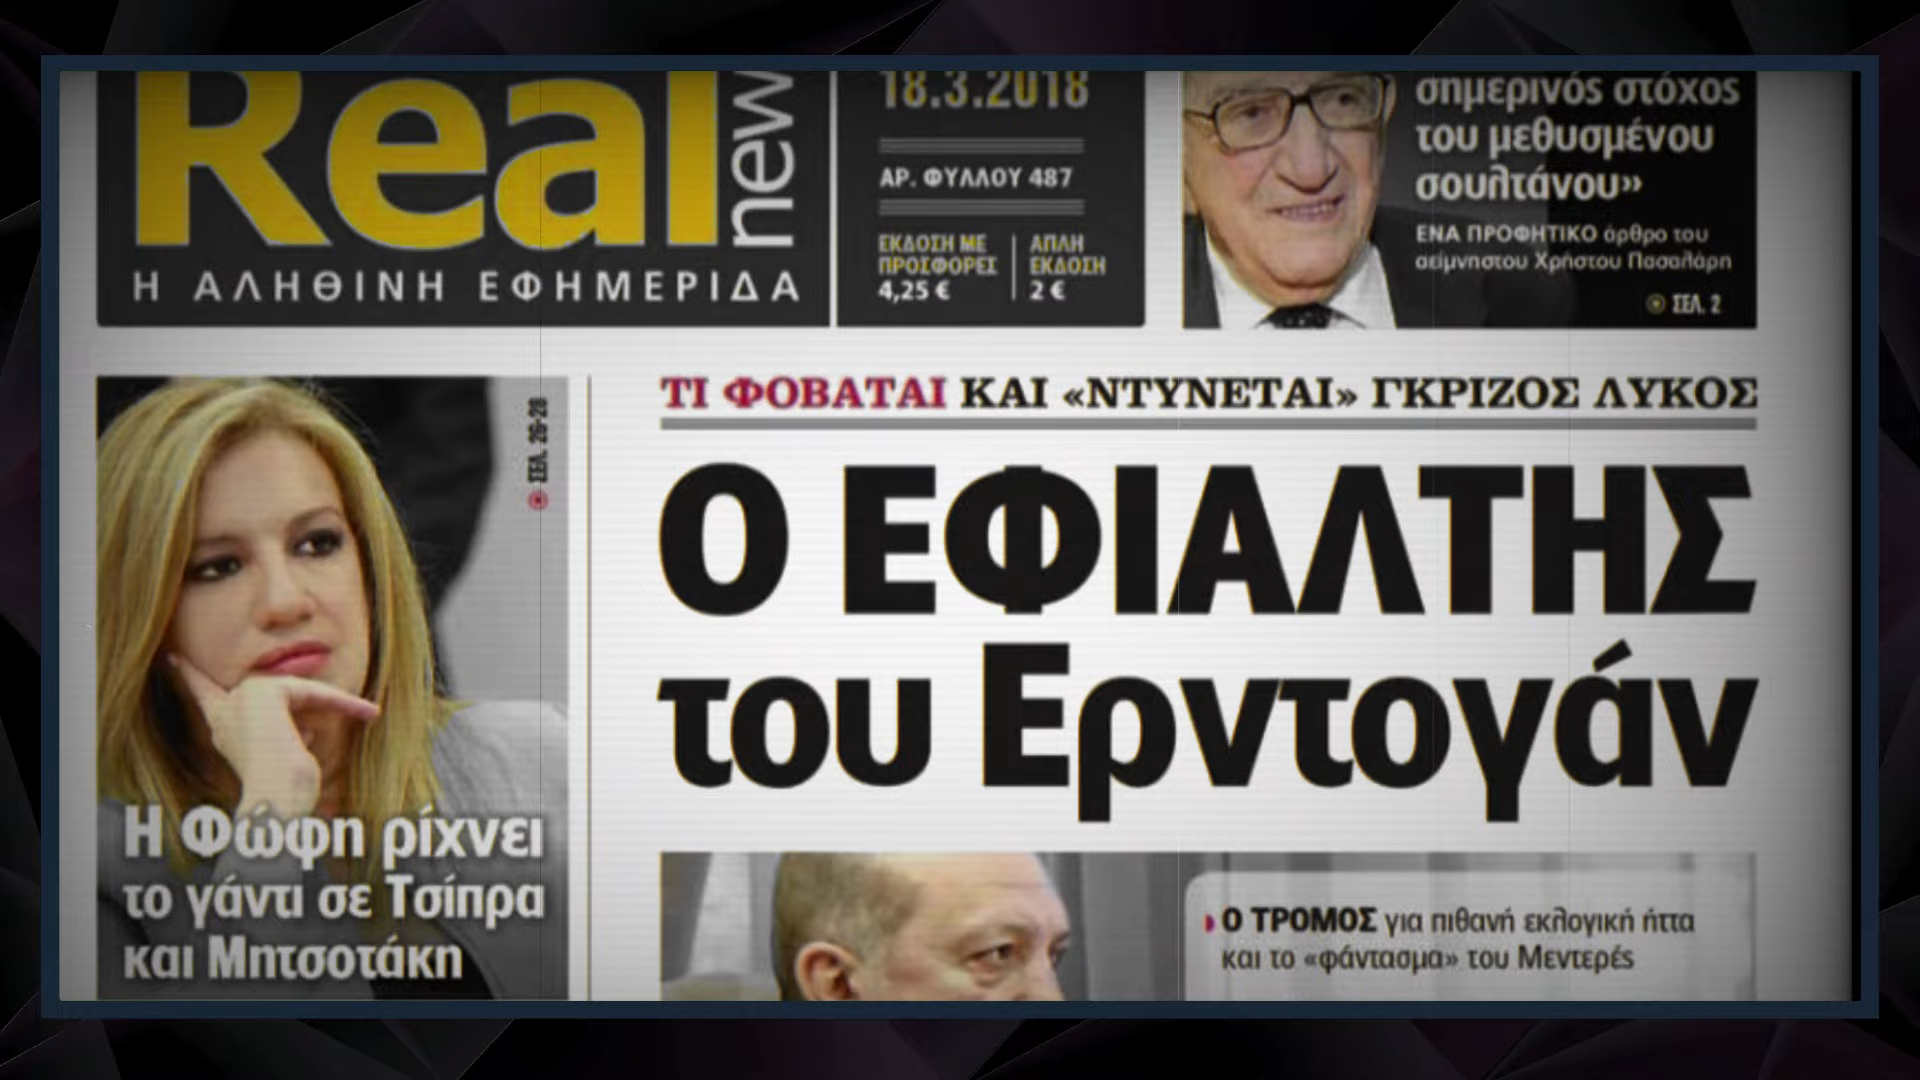 Real
news
Η ΑΛΗΘΙΝΗ ΕΦΗΜΕΡΙΔΑ
18.3.2018
ΑΡ. ΦΥΛΛΟΥ 487
ΕΚΔΟΣΗ ΜΕ
ΠΡΟΣΦΟΡΕΣ
4,25 €
ΑΠΛΗ
ΕΚΔΟΣΗ
2 €
σημερινός στόχος
του μεθυσμένου
σουλτάνου»
ΕΝΑ ΠΡΟΦΗΤΙΚΟ άρθρο του
αείμνηστου Χρήστου Πασαλάρη
ΣΕΛ. 2
ΣΕΛ. 26-28
Η Φώφη ρίχνει
το γάντι σε Τσίπρα
και Μητσοτάκη
ΤΙ ΦΟΒΑΤΑΙ ΚΑΙ «ΝΤΥΝΕΤΑΙ» ΓΚΡΙΖΟΣ ΛΥΚΟΣ
Ο ΕΦΙΑΛΤΗΣ
του Ερντογάν
Ο ΤΡΟΜΟΣ για πιθανή εκλογική ήττα
και το «φάντασμα» του Μεντερές